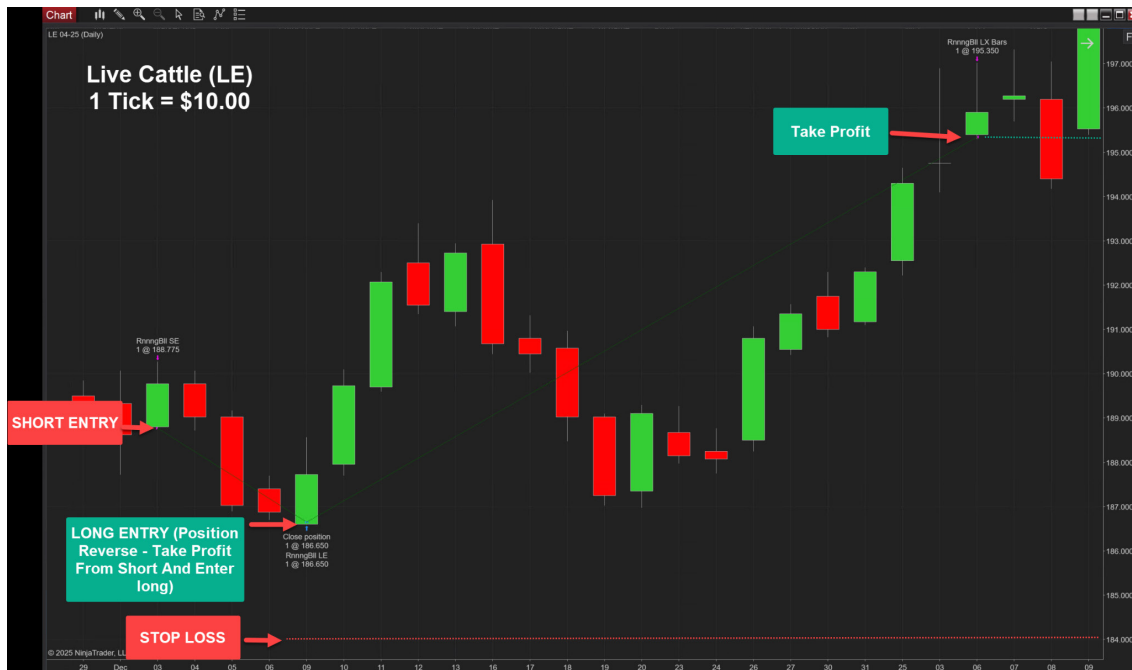 Chart
LE 04-25 (Daily)
F
Live Cattle (LE)
1 Tick = $10.00
RnnngBll LX Bars
1 @ 195.350
Take Profit
RnnngBll SE
1 @ 188.775
SHORT ENTRY
LONG ENTRY (Position
Reverse - Take Profit
From Short And Enter
long)
Close position
1 @ 186.650
RnnngBll LE
1 @ 186.650
STOP LOSS
197.000
196.000
195.000
194.000
193.000
192.000
191.000
190.000
189.000
188.000
187.000
186.000
185.000
184.000
© 2025 NinjaTrader, LL
29 Dec 03 04 05 06 09 10 11 12 13 16 17 18 19 20 23 24 26 27 30 31 25 03 06 07 08 09